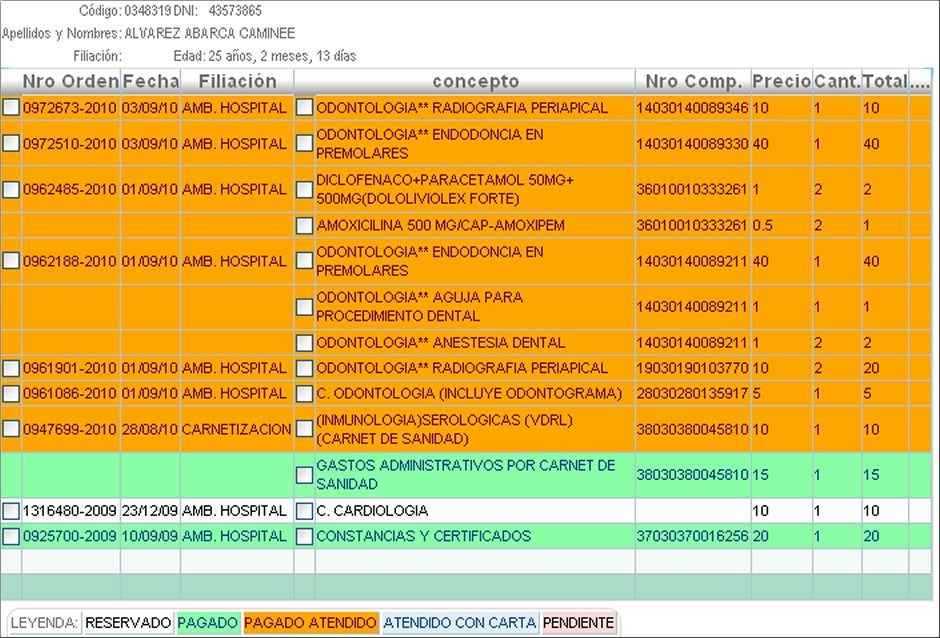 Código: 0348319 DNI: 43573865
Apellidos y Nombres: ALVAREZ ABARCA CAMINEE
Filiación: Edad: 25 años, 2 meses, 13 días
Nro Orden Fecha Filiación concepto Nro Comp. Precio Cant. Total ....
0972673-2010 03/09/10 AMB. HOSPITAL ODONTOLOGIA** RADIOGRAFIA PERIAPICAL 14030140089346 10 1 10
0972510-2010 03/09/10 AMB. HOSPITAL ODONTOLOGIA** ENDODONCIA EN PREMOLARES 14030140089330 40 1 40
0962485-2010 01/09/10 AMB. HOSPITAL DICLOFENACO+PARACETAMOL 50MG+ 500MG(DOLOLIVIOLEX FORTE) 36010010333261 1 2 2
AMOXICILINA 500 MG/CAP-AMOXIPEM 36010010333261 0.5 2 1
0962188-2010 01/09/10 AMB. HOSPITAL ODONTOLOGIA** ENDODONCIA EN PREMOLARES 14030140089211 40 1 40
ODONTOLOGIA** AGUJA PARA PROCEDIMIENTO DENTAL 14030140089211 1 1 1
ODONTOLOGIA** ANESTESIA DENTAL 14030140089211 1 2 2
0961901-2010 01/09/10 AMB. HOSPITAL ODONTOLOGIA** RADIOGRAFIA PERIAPICAL 19030190103770 10 2 20
0961086-2010 01/09/10 AMB. HOSPITAL C. ODONTOLOGIA (INCLUYE ODONTOGRAMA) 28030280135917 5 1 5
0947699-2010 28/08/10 CARNETIZACION (INMUNOLOGIA)SEROLOGICAS (VDRL) (CARNET DE SANIDAD) 38030380045810 10 1 10
GASTOS ADMINISTRATIVOS POR CARNET DE SANIDAD 38030380045810 15 1 15
1316480-2009 23/12/09 AMB. HOSPITAL C. CARDIOLOGIA 10 1 10
0925700-2009 10/09/09 AMB. HOSPITAL CONSTANCIAS Y CERTIFICADOS 37030370016256 20 1 20
LEYENDA: RESERVADO PAGADO PAGADO ATENDIDO ATENDIDO CON CARTA PENDIENTE